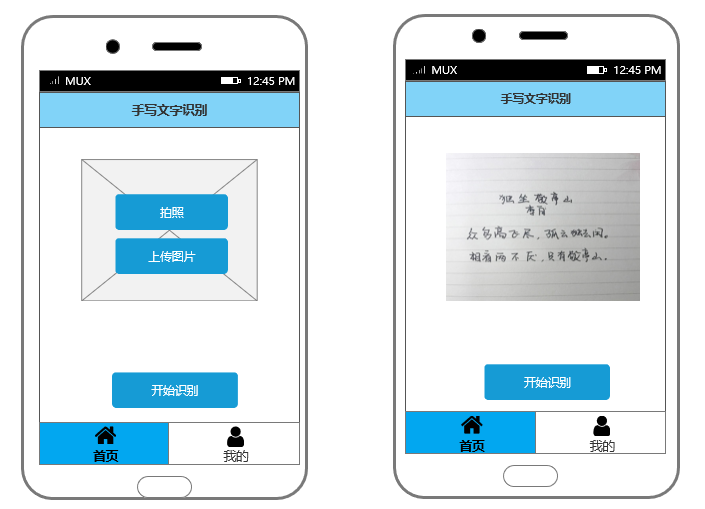 MUX 12:45 PM
手写文字识别
拍照
上传图片
开始识别
首页 我的
MUX 12:45 PM
手写文字识别
独坐敬亭山
李白
众鸟高飞尽，孤云独去闲。
相看两不厌，只有敬亭山。
开始识别
首页 我的